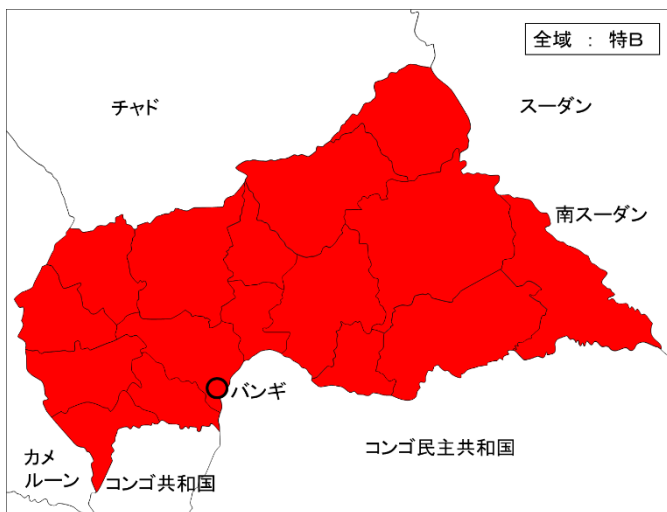 全域 : 特B
チャド
スーダン
南スーダン
バンギ
コンゴ民主共和国
カメ
ルーン
コンゴ共和国